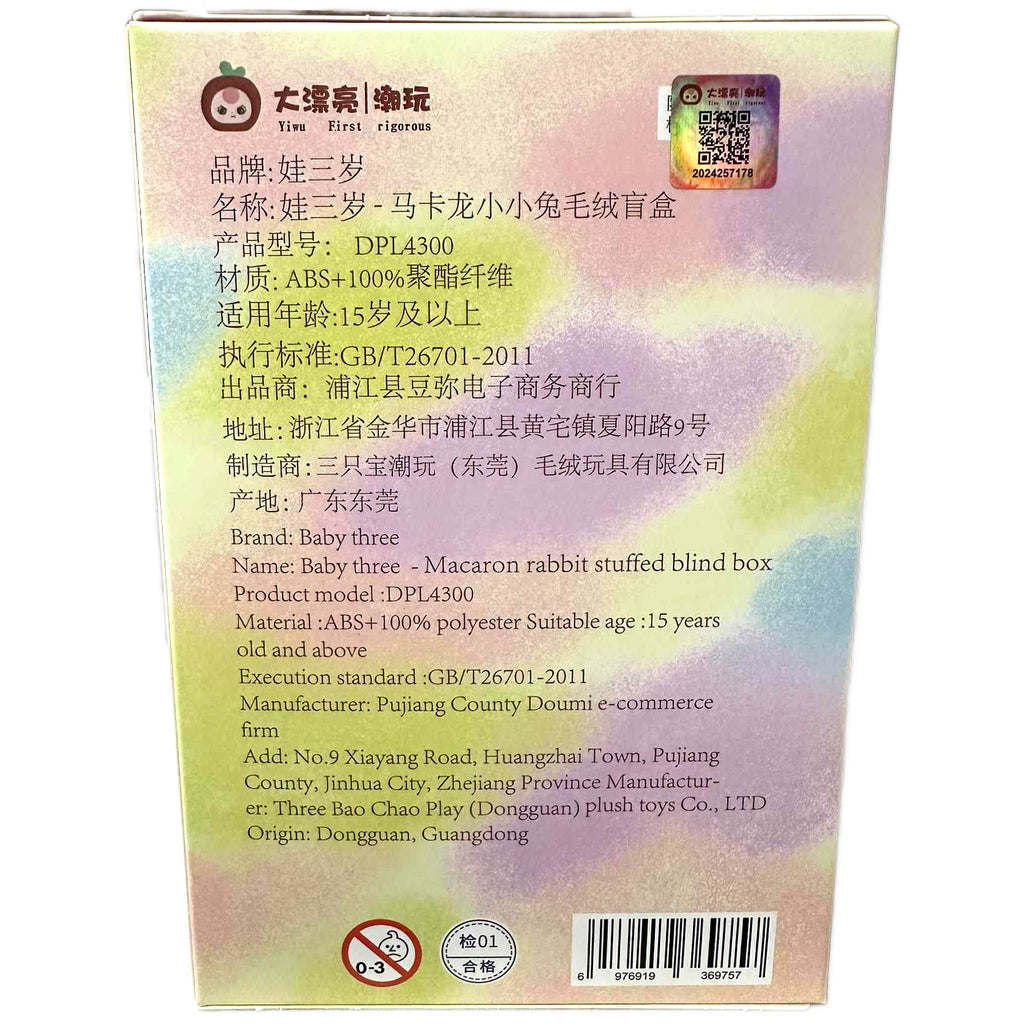 大漂亮|潮玩
Yiwu First rigorous
大漂亮|潮玩
Yiwu First rigorous
2024257178
品牌:娃三岁
名称:娃三岁-马卡龙小小兔毛绒盲盒
产品型号: DPL4300
材质: ABS+100%聚酯纤维
适用年龄:15岁及以上
执行标准:GB/T26701-2011
出品商: 浦江县豆弥电子商务商行
地址:浙江省金华市浦江县黄宅镇夏阳路9号
制造商:三只宝潮玩（东莞）毛绒玩具有限公司
产地: 广东东莞
Brand: Baby three
Name: Baby three - Macaron rabbit stuffed blind box
Product model :DPL4300
Material :ABS+100% polyester Suitable age :15 years
old and above
Execution standard :GB/T26701-2011
Manufacturer: Pujiang County Doumi e-commerce
firm
Add: No.9 Xiayang Road, Huangzhai Town, Pujiang
County, Jinhua City, Zhejiang Province Manufactur-
er: Three Bao Chao Play (Dongguan) plush toys Co., LTD
Origin: Dongguan, Guangdong
0-3
检01
合格
6 976919 369757